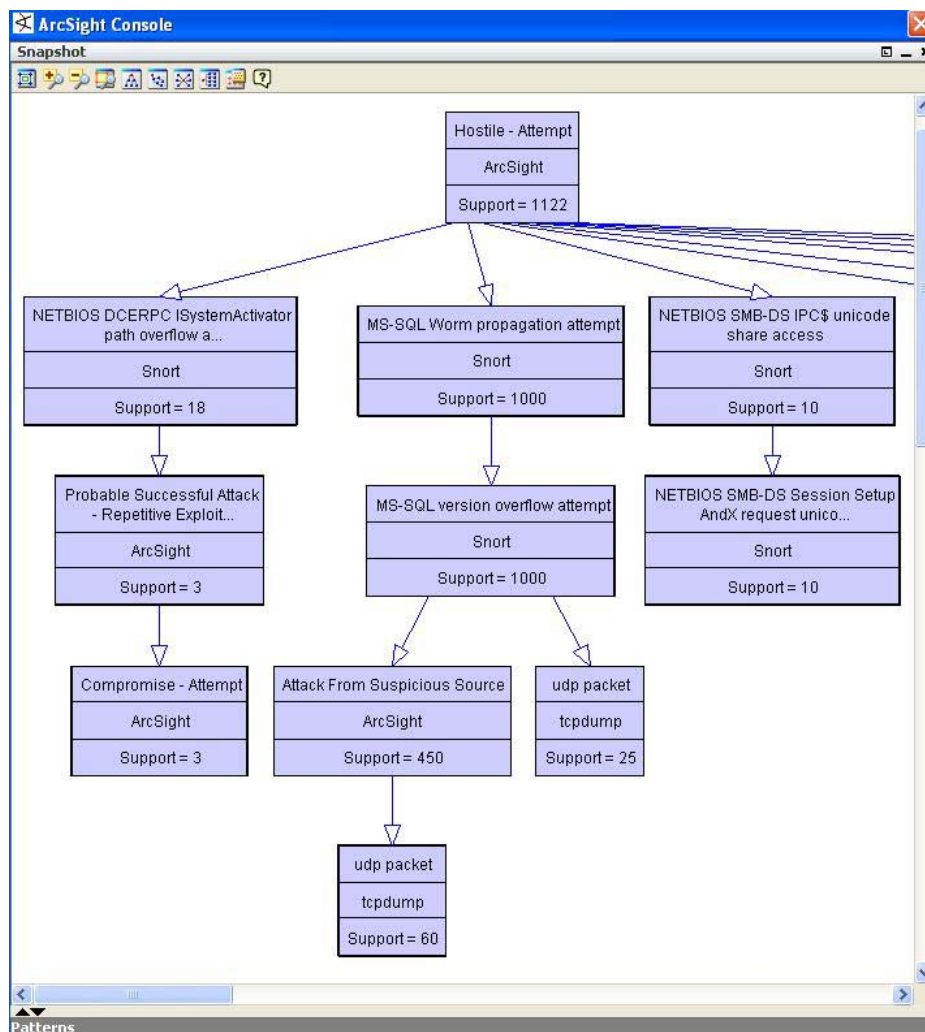 ArcSight Console
Snapshot
Hostile - Attempt
ArcSight
Support = 1122
NETBIOS DCERPC ISystemActivator
path overflow a...
Snort
Support = 18
MS-SQL Worm propagation attempt
Snort
Support = 1000
NETBIOS SMB-DS IPC$ unicode
share access
Snort
Support = 10
Probable Successful Attack
- Repetitive Exploit...
ArcSight
Support = 3
MS-SQL version overflow attempt
Snort
Support = 1000
NETBIOS SMB-DS Session Setup
AndX request unico...
Snort
Support = 10
Compromise - Attempt
ArcSight
Support = 3
Attack From Suspicious Source
ArcSight
Support = 450
udp packet
tcpdump
Support = 25
udp packet
tcpdump
Support = 60
Patterns